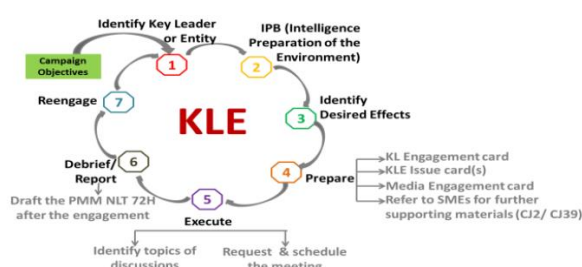 Identify Key Leader
or Entity
IPB (Intelligence
Preparation of the
Environment)
Campaign
Objectives
1
2
Reengage
7
KLE
3
Identify
Desired Effects
Debrief/
Report
6
4
Prepare
KL Engagement card
KLE Issue card(s)
Media Engagement card
Refer to SMEs for further
supporting materials (CJ2/ CJ39)
Draft the PMM NLT 72H
after the engagement
5
Execute
Identify topics of
discussions
Request & schedule
the meeting